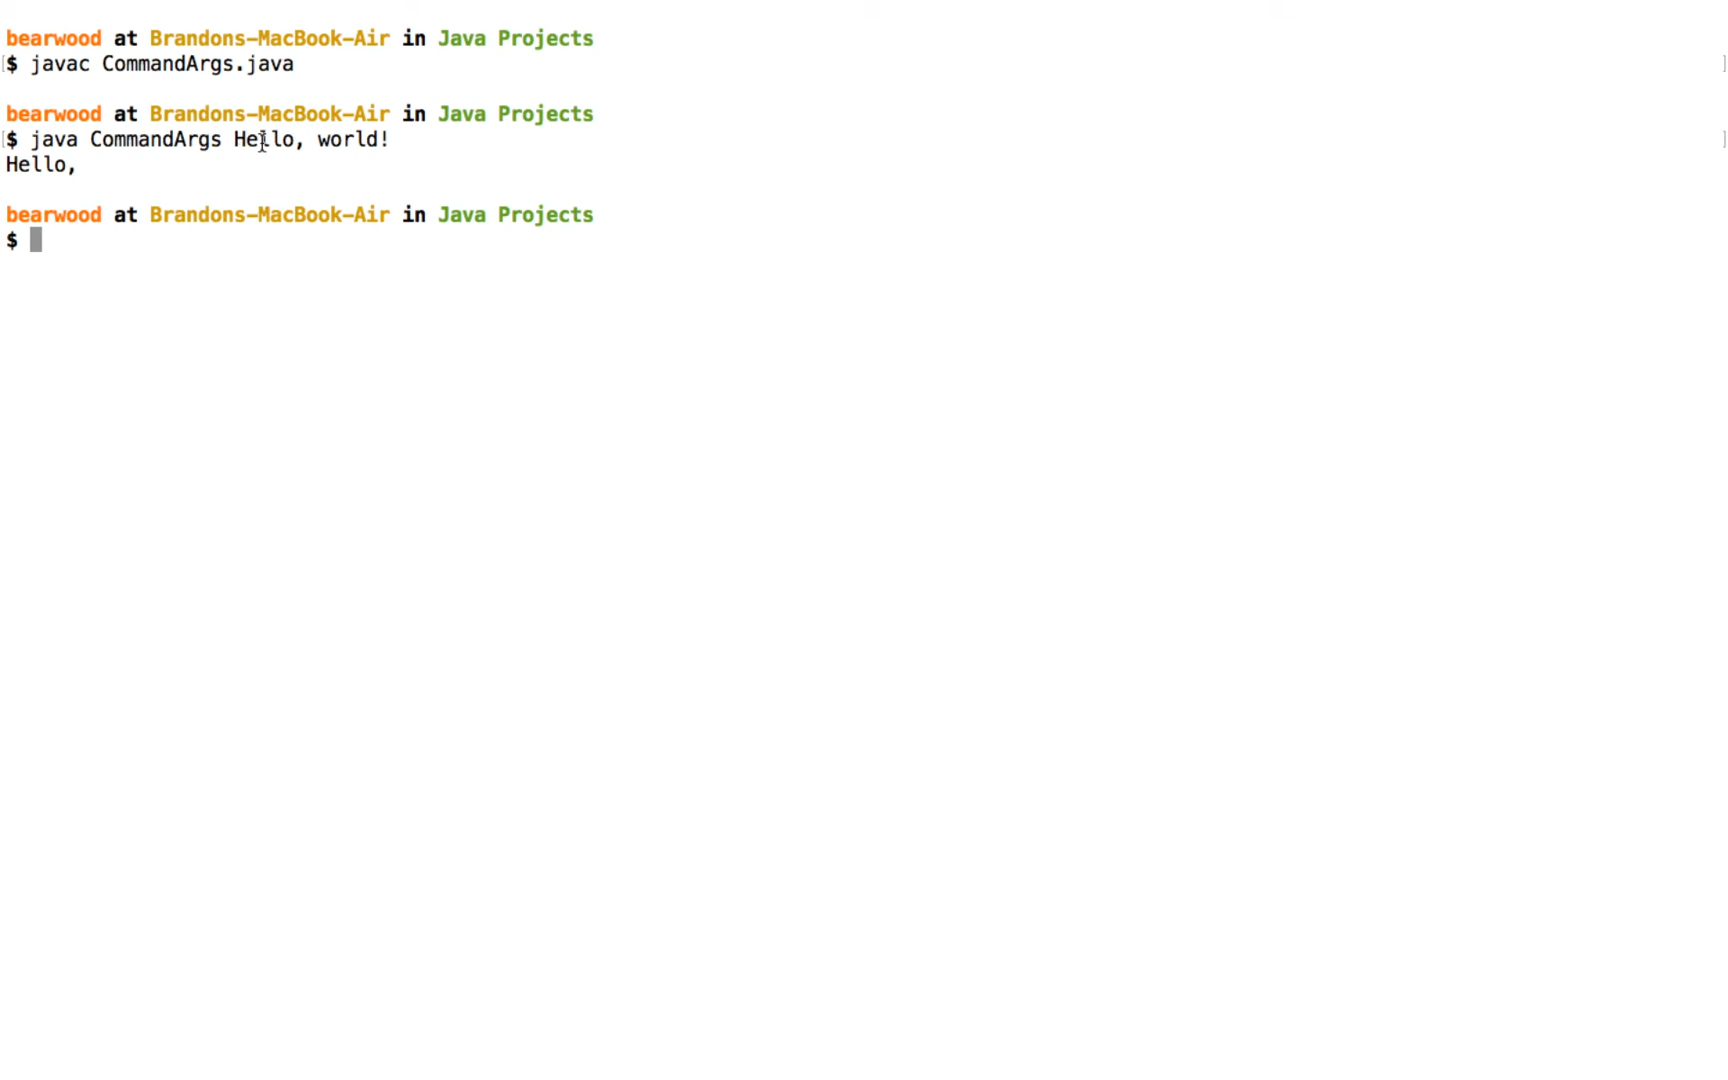 bearwood at Brandons-MacBook-Air in Java Projects
[$ javac CommandArgs.java ]
bearwood at Brandons-MacBook-Air in Java Projects
[$ java CommandArgs Hello, world! ]
Hello,
bearwood at Brandons-MacBook-Air in Java Projects
$